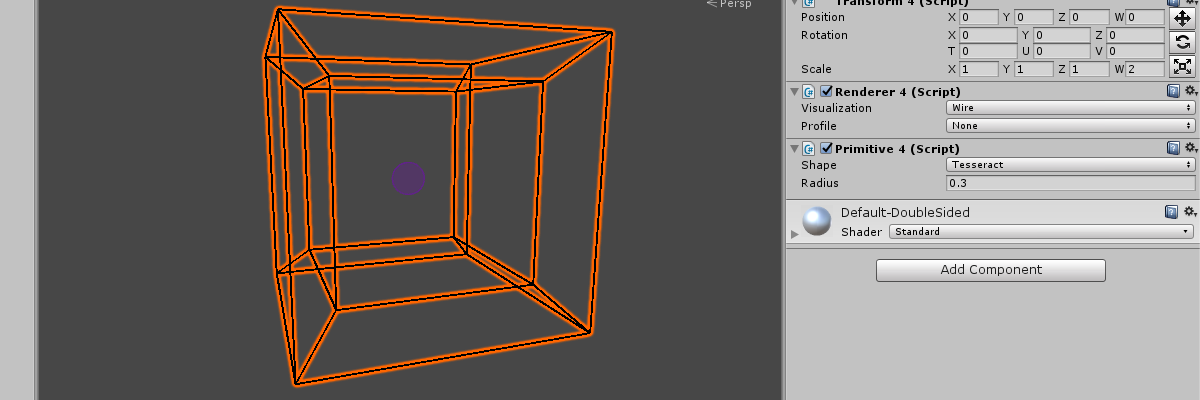 Persp
Transform 4 (Script)
Position X 0 Y 0 Z 0 W 0
Rotation X 0 Y 0 Z 0
T 0 U 0 V 0
Scale X 1 Y 1 Z 1 W 2
Renderer 4 (Script)
Visualization Wire
Profile None
Primitive 4 (Script)
Shape Tesseract
Radius 0.3
Default-DoubleSided
Shader Standard
Add Component